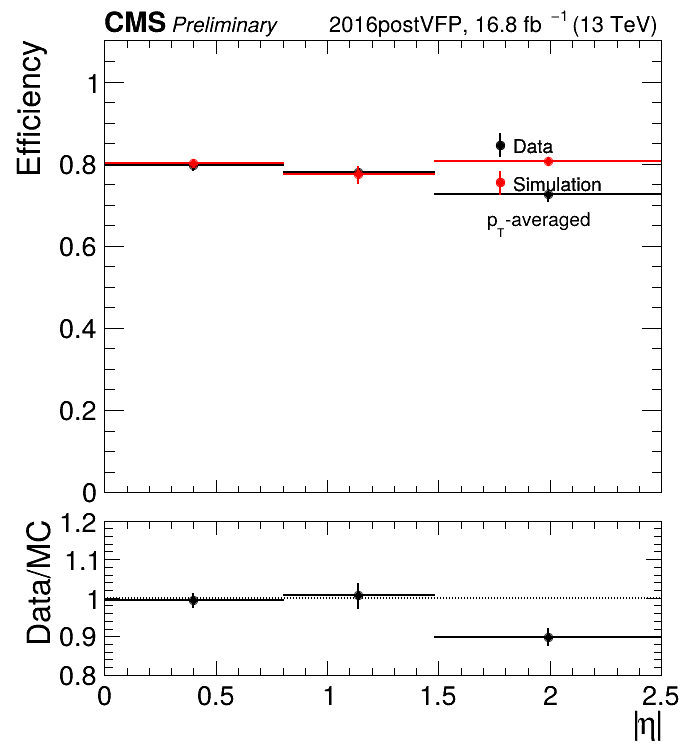 CMS Preliminary 2016postVFP, 16.8 fb⁻¹ (13 TeV)
Efficiency
1
0.8
0.6
0.4
0.2
0
Data
Simulation
pT-averaged
Data/MC
1.2
1.1
1
0.9
0.8
0 0.5 1 1.5 2 2.5
|η|